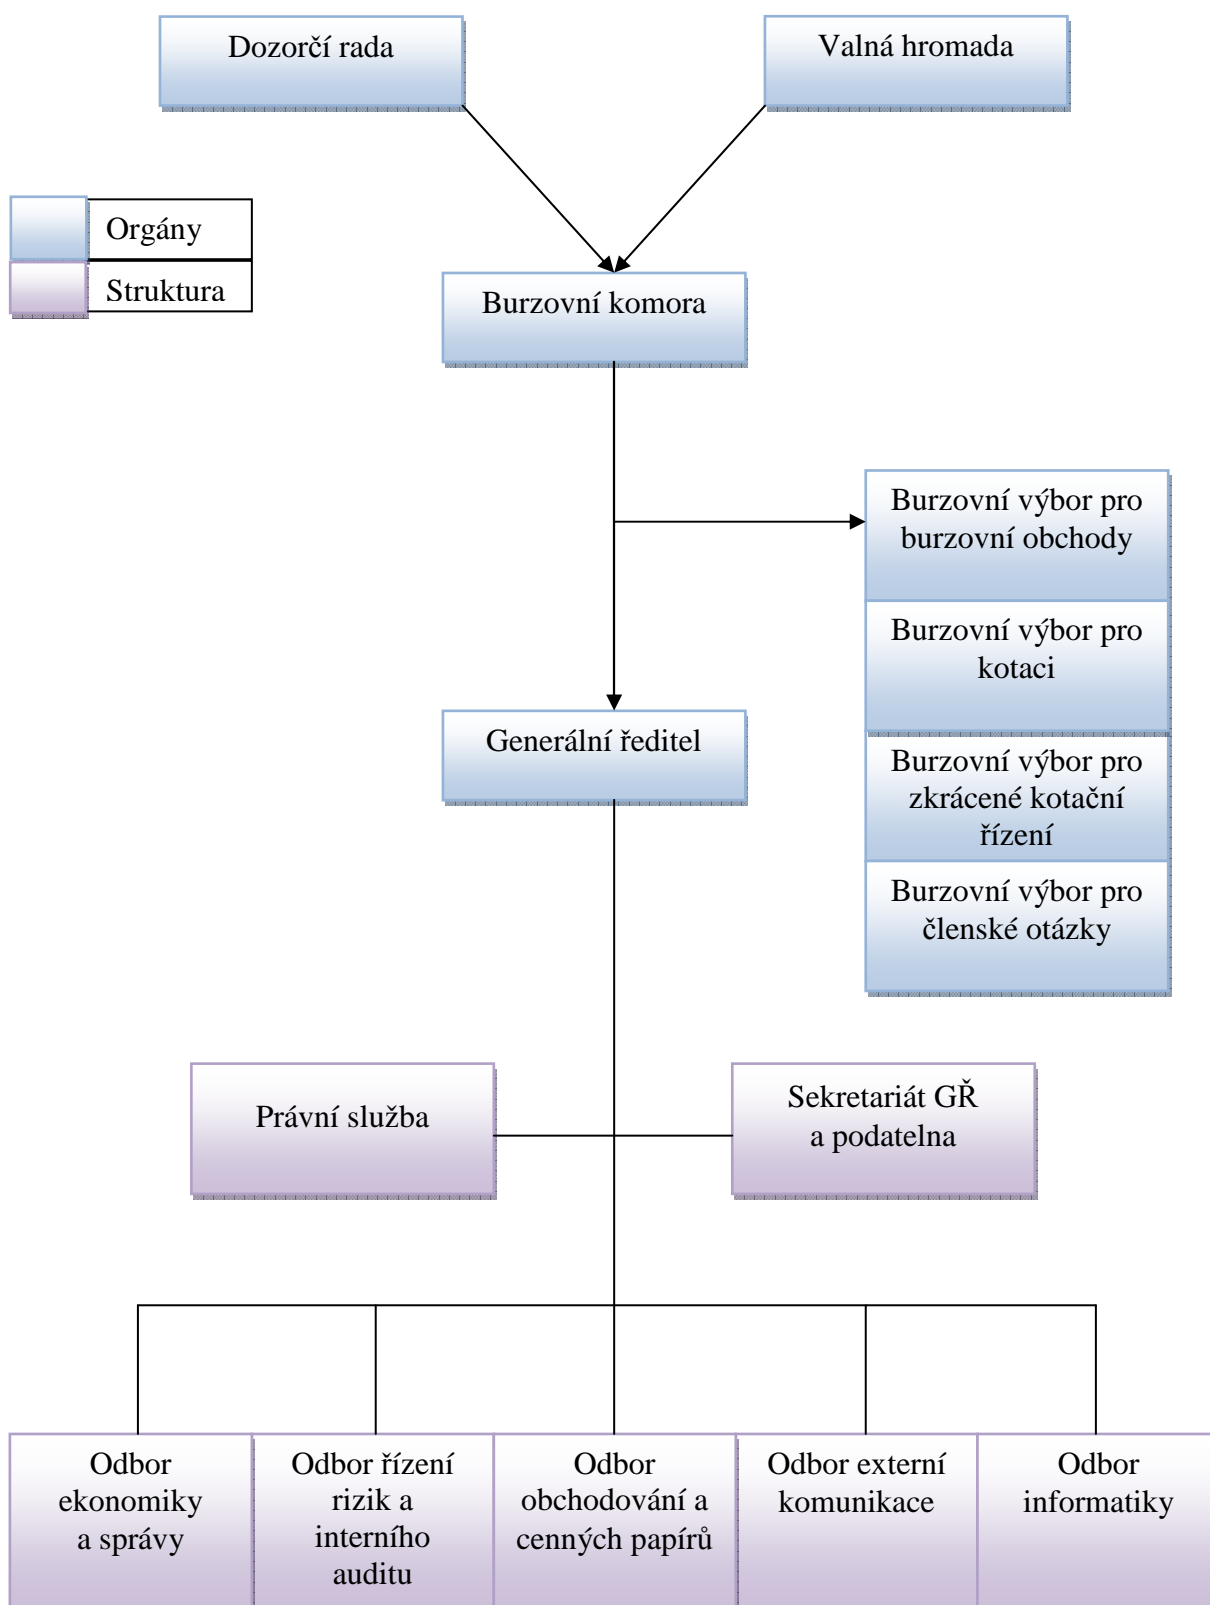 Dozorčí rada
Valná hromada
Orgány
Struktura
Burzovní komora
Burzovní výbor pro
burzovní obchody
Burzovní výbor pro
kotaci
Generální ředitel
Burzovní výbor pro
zkrácené kotační
řízení
Burzovní výbor pro
členské otázky
Právní služba
Sekretariát GŘ
a podatelna
Odbor
ekonomiky
a správy
Odbor řízení
rizik a
interního
auditu
Odbor
obchodování a
cenných papírů
Odbor externí
komunikace
Odbor
informatiky